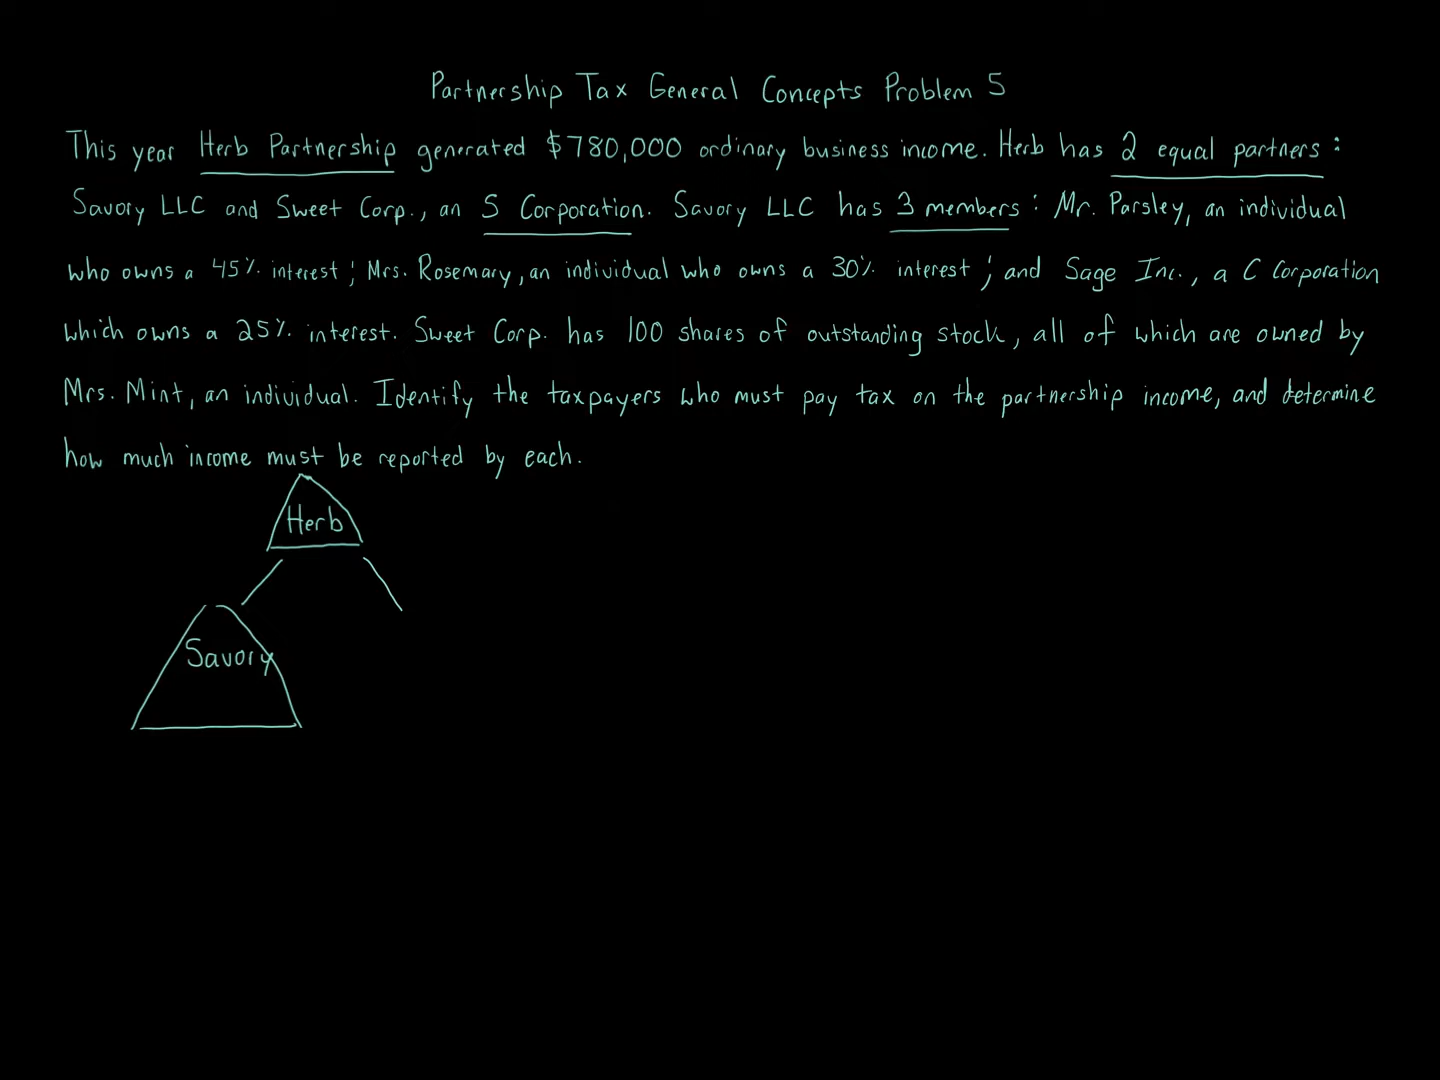 Partnership Tax General Concepts Problem 5
This year Herb Partnership generated $780,000 ordinary business income. Herb has 2 equal partners:
Savory LLC and Sweet Corp., an S Corporation. Savory LLC has 3 members: Mr. Parsley, an individual
who owns a 45% interest; Mrs. Rosemary, an individual who owns a 30% interest; and Sage Inc., a C Corporation
which owns a 25% interest. Sweet Corp. has 100 shares of outstanding stock, all of which are owned by
Mrs. Mint, an individual. Identify the taxpayers who must pay tax on the partnership income, and determine
how much income must be reported by each.
Herb
Savory